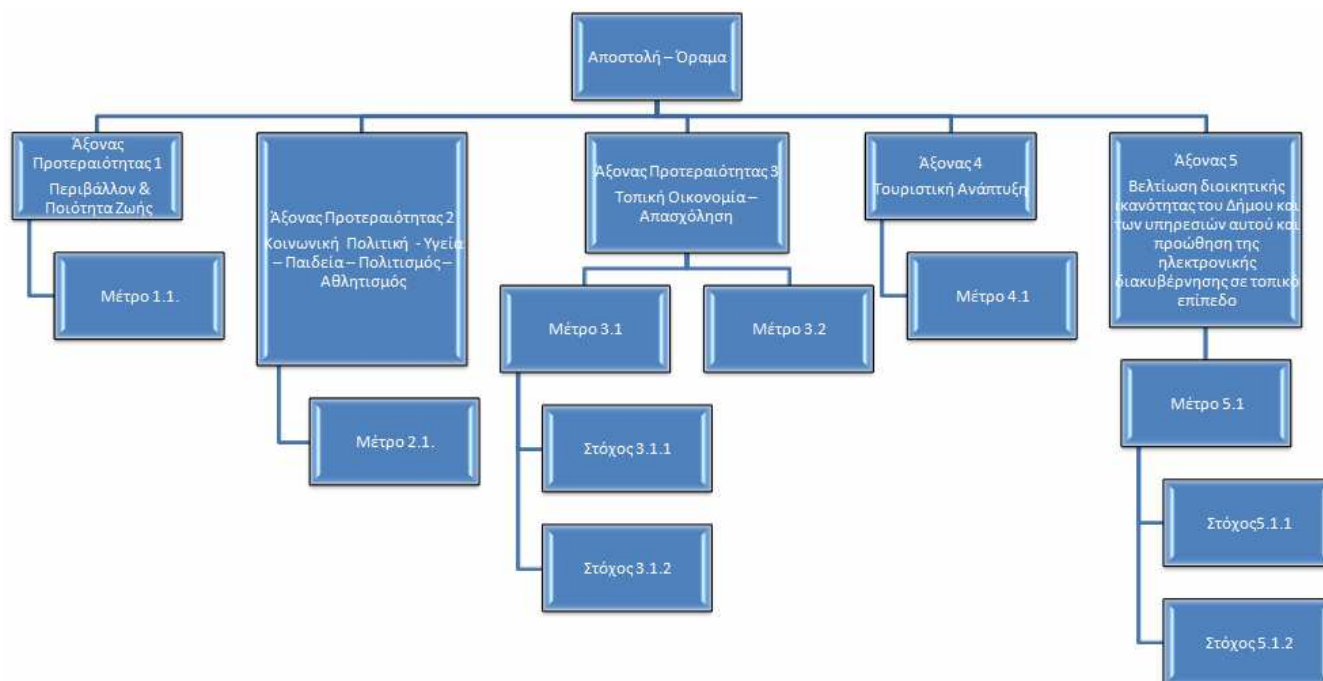 Αποστολή – Όραμα
Άξονας
Προτεραιότητας 1
Περιβάλλον &
Ποιότητα Ζωής
Άξονας Προτεραιότητας 2
Κοινωνική Πολιτική - Υγεία
– Παιδεία – Πολιτισμός –
Αθλητισμός
Άξονας Προτεραιότητας 3
Τοπική Οικονομία –
Απασχόληση
Άξονας 4
Τουριστική Ανάπτυξη
Άξονας 5
Βελτίωση διοικητικής
ικανότητας του Δήμου και
των υπηρεσιών αυτού και
προώθηση της
ηλεκτρονικής
διακυβέρνησης σε τοπικό
επίπεδο
Μέτρο 1.1.
Μέτρο 2.1.
Μέτρο 3.1
Μέτρο 3.2
Μέτρο 4.1
Μέτρο 5.1
Στόχος 3.1.1
Στόχος 3.1.2
Στόχος5.1.1
Στόχος 5.1.2